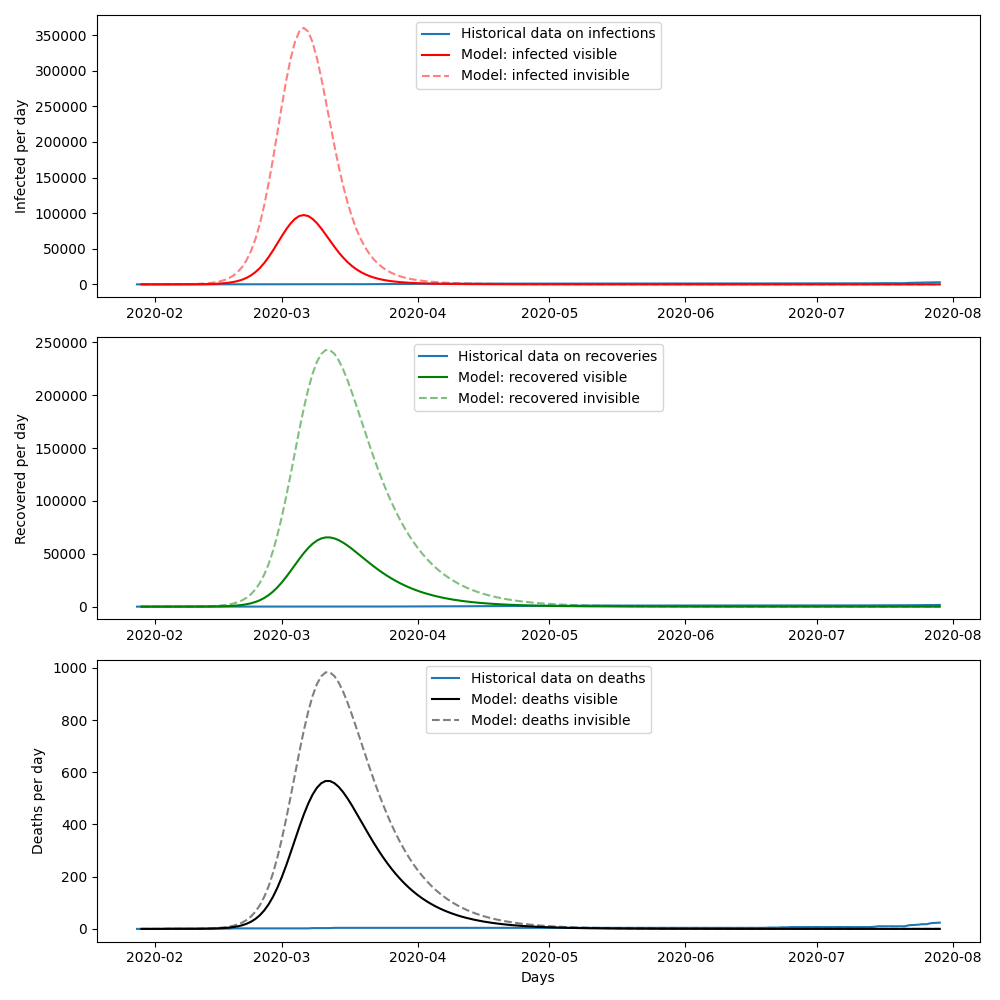 Historical data on infections
Model: infected visible
Model: infected invisible
Infected per day
350000
300000
250000
200000
150000
100000
50000
0
2020-02 2020-03 2020-04 2020-05 2020-06 2020-07 2020-08
Historical data on recoveries
Model: recovered visible
Model: recovered invisible
Recovered per day
250000
200000
150000
100000
50000
0
2020-02 2020-03 2020-04 2020-05 2020-06 2020-07 2020-08
Historical data on deaths
Model: deaths visible
Model: deaths invisible
Deaths per day
1000
800
600
400
200
0
2020-02 2020-03 2020-04 2020-05 2020-06 2020-07 2020-08
Days